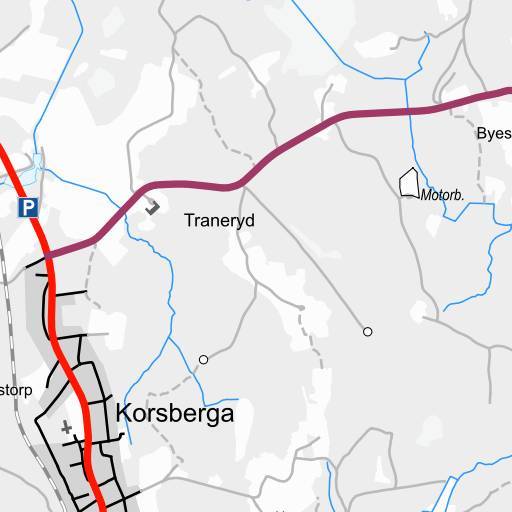 Byes
Motorb.
P
Traneryd
storp
Korsberga